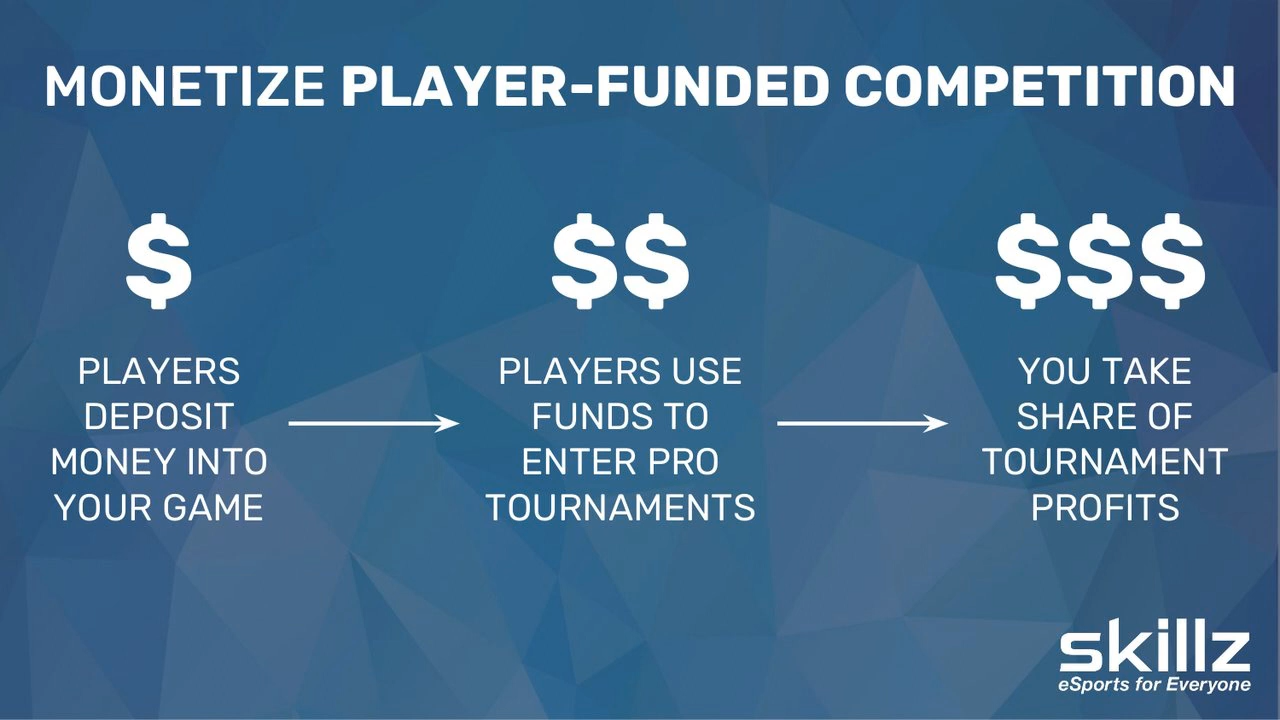 MONETIZE PLAYER-FUNDED COMPETITION
$
PLAYERS
DEPOSIT
MONEY INTO
YOUR GAME
$$
PLAYERS USE
FUNDS TO
ENTER PRO
TOURNAMENTS
$$$
YOU TAKE
SHARE OF
TOURNAMENT
PROFITS
skillz
eSports for Everyone